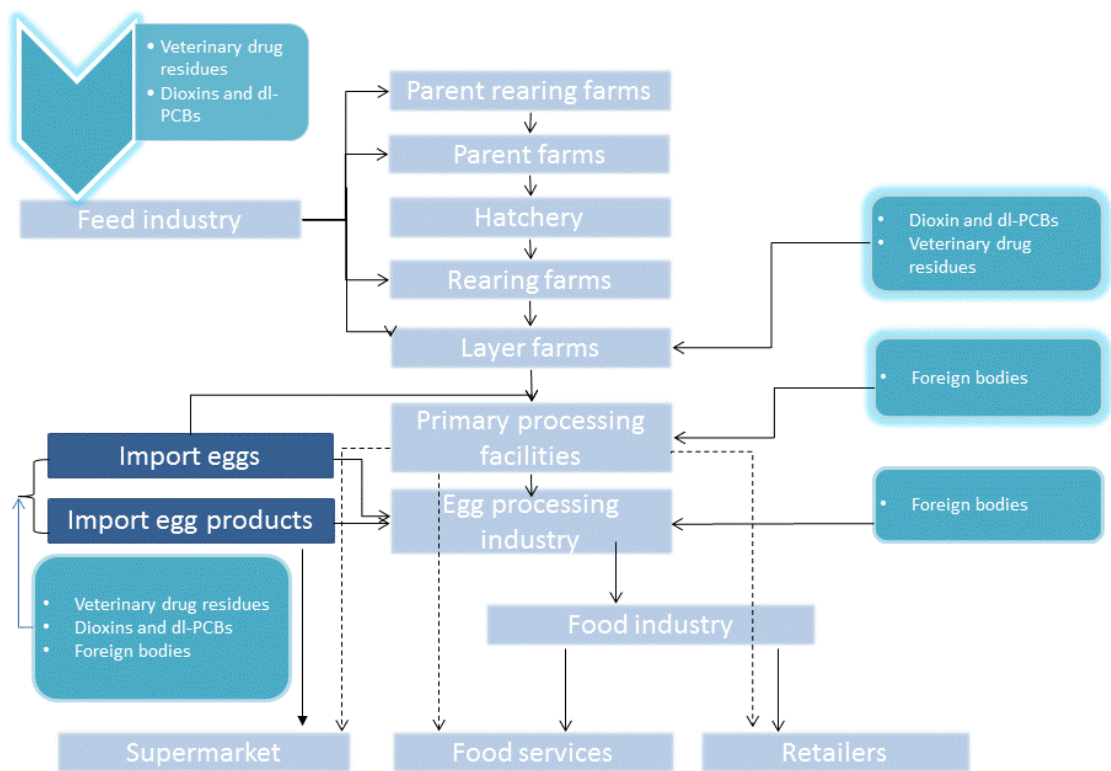 • Veterinary drug
residues
• Dioxins and dl-
PCBs
Parent rearing farms
Parent farms
Feed industry
Hatchery
• Dioxin and dl-PCBs
• Veterinary drug
residues
Rearing farms
Layer farms
• Foreign bodies
Primary processing
facilities
Import eggs
Import egg products
Egg processing
industry
• Foreign bodies
• Veterinary drug residues
• Dioxins and dl-PCBs
• Foreign bodies
Food industry
Supermarket
Food services
Retailers